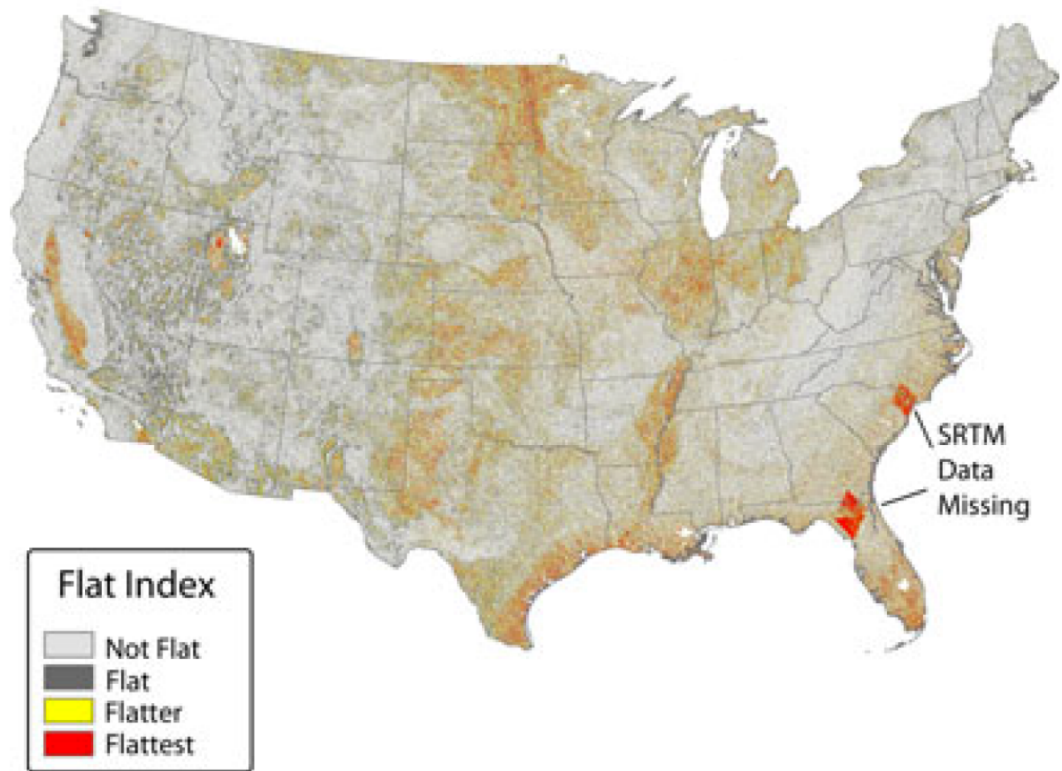 SRTM
Data
Missing
Flat Index
Not Flat
Flat
Flatter
Flattest